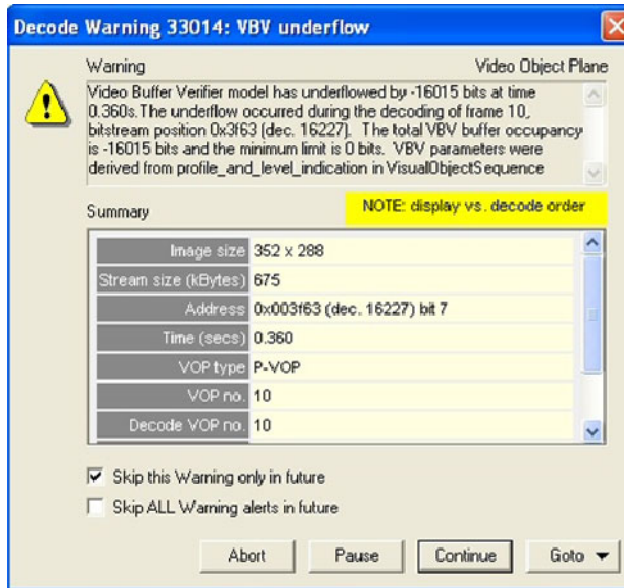 Decode Warning 33014: VBV underflow
Warning Video Object Plane
Video Buffer Verifier model has underflowed by -16015 bits at time
0.360s. The underflow occurred during the decoding of frame 10,
bitstream position 0x3f63 (dec. 16227). The total VBV buffer occupancy
is -16015 bits and the minimum limit is 0 bits. VBV parameters were
derived from profile_and_level_indication in VisualObjectSequence
Summary NOTE: display vs. decode order
Image size 352 x 288
Stream size (kBytes) 675
Address 0x003f63 (dec. 16227) bit 7
Time (secs) 0.360
VOP type P-VOP
VOP no. 10
Decode VOP no. 10
Skip this Warning only in future
Skip ALL Warning alerts in future
Abort Pause Continue Goto